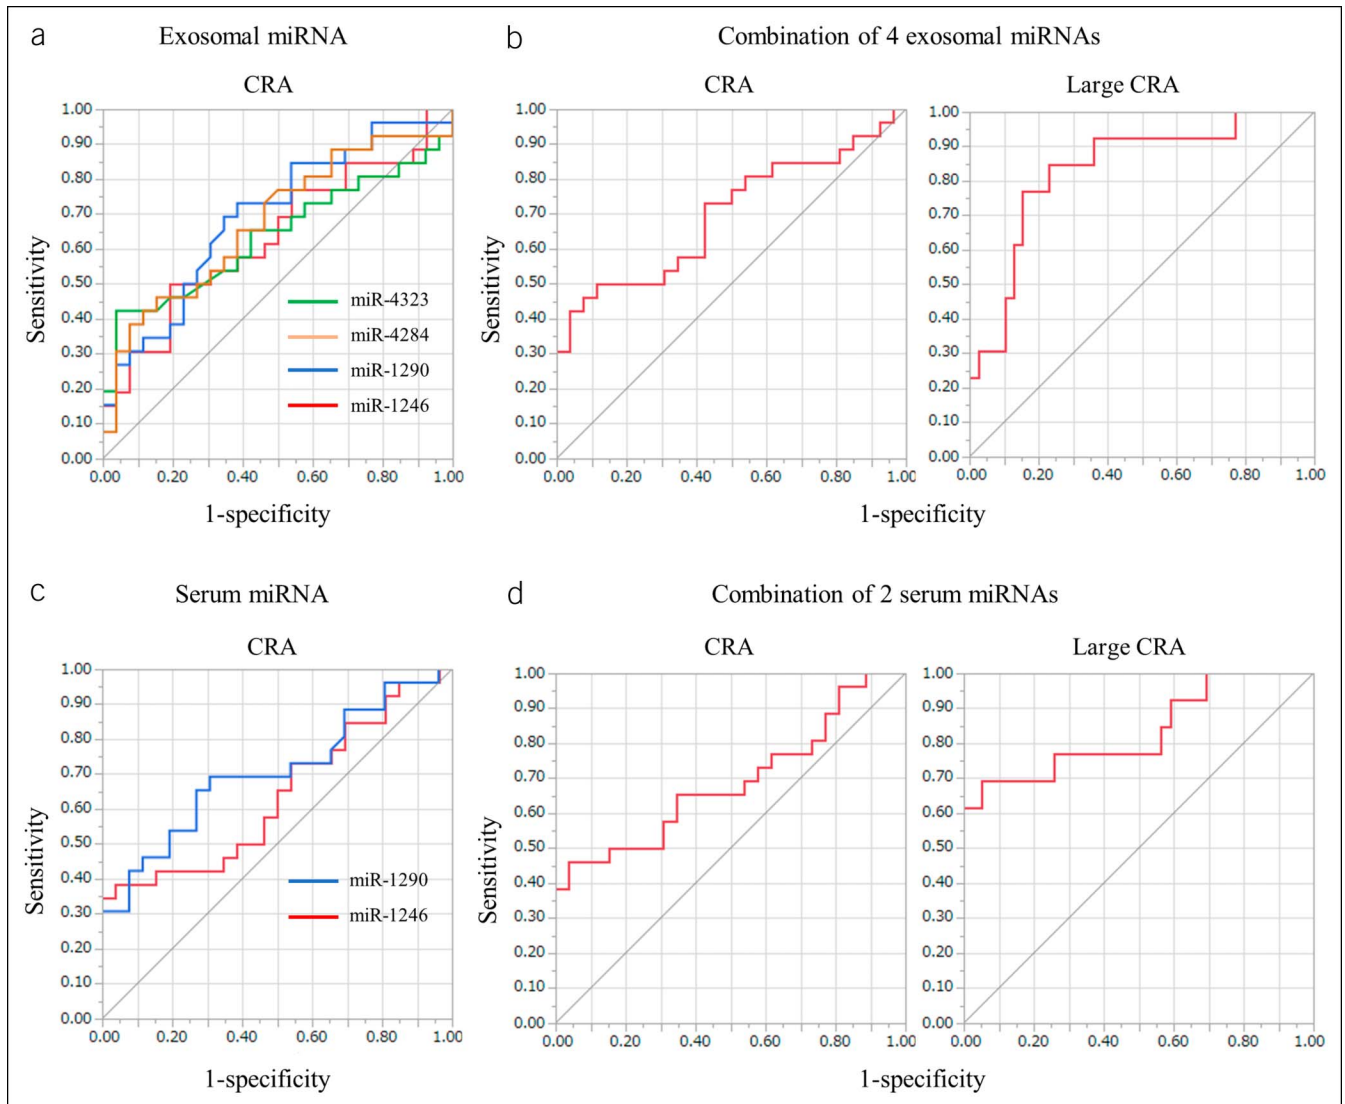 a
Exosomal miRNA
CRA
1.00
0.90
0.80
0.70
0.60
0.50
0.40
0.30
0.20
0.10
0.00
Sensitivity
miR-4323
miR-4284
miR-1290
miR-1246
0.00 0.20 0.40 0.60 0.80 1.00
1-specificity
b
Combination of 4 exosomal miRNAs
CRA
1.00
0.90
0.80
0.70
0.60
0.50
0.40
0.30
0.20
0.10
0.00
Sensitivity
0.00 0.20 0.40 0.60 0.80 1.00
Large CRA
1.00
0.90
0.80
0.70
0.60
0.50
0.40
0.30
0.20
0.10
0.00
0.00 0.20 0.40 0.60 0.80 1.00
1-specificity
c
Serum miRNA
CRA
1.00
0.90
0.80
0.70
0.60
0.50
0.40
0.30
0.20
0.10
0.00
Sensitivity
miR-1290
miR-1246
0.00 0.20 0.40 0.60 0.80 1.00
1-specificity
d
Combination of 2 serum miRNAs
CRA
1.00
0.90
0.80
0.70
0.60
0.50
0.40
0.30
0.20
0.10
0.00
Sensitivity
0.00 0.20 0.40 0.60 0.80 1.00
Large CRA
1.00
0.90
0.80
0.70
0.60
0.50
0.40
0.30
0.20
0.10
0.00
0.00 0.20 0.40 0.60 0.80 1.00
1-specificity